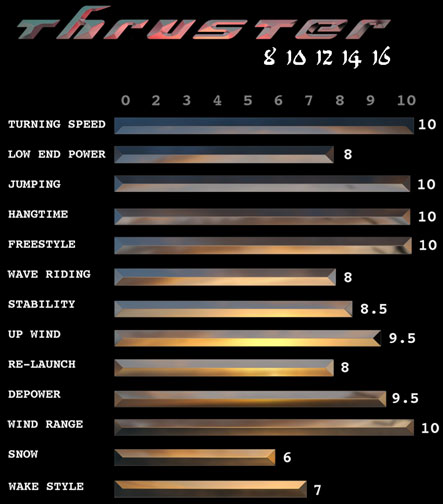 Thruster
8 10 12 14 16
0 2 3 4 5 6 7 8 9 10
TURNING SPEED 10
LOW END POWER 8
JUMPING 10
HANGTIME 10
FREESTYLE 10
WAVE RIDING 8
STABILITY 8.5
UP WIND 9.5
RE-LAUNCH 8
DEPOWER 9.5
WIND RANGE 10
SNOW 6
WAKE STYLE 7